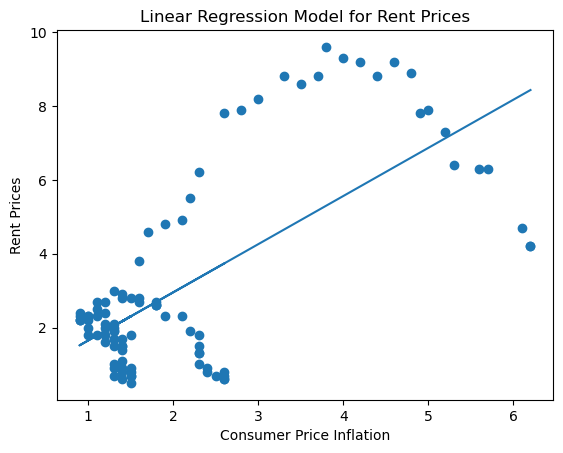 Linear Regression Model for Rent Prices
10
8
6
4
2
Rent Prices
1 2 3 4 5 6
Consumer Price Inflation